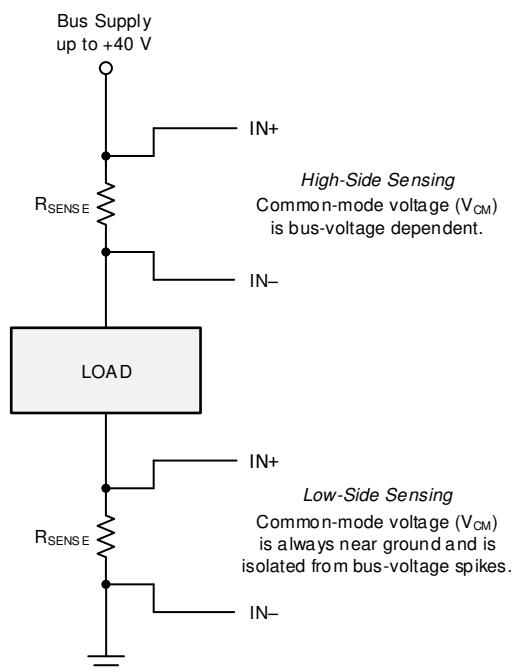 Bus Supply
up to +40 V
IN+
High-Side Sensing
RSENSE
Common-mode voltage (VCM)
is bus-voltage dependent.
IN–
LOAD
IN+
Low-Side Sensing
Common-mode voltage (VCM)
RSENSE
is always near ground and is
isolated from bus-voltage spikes.
IN–